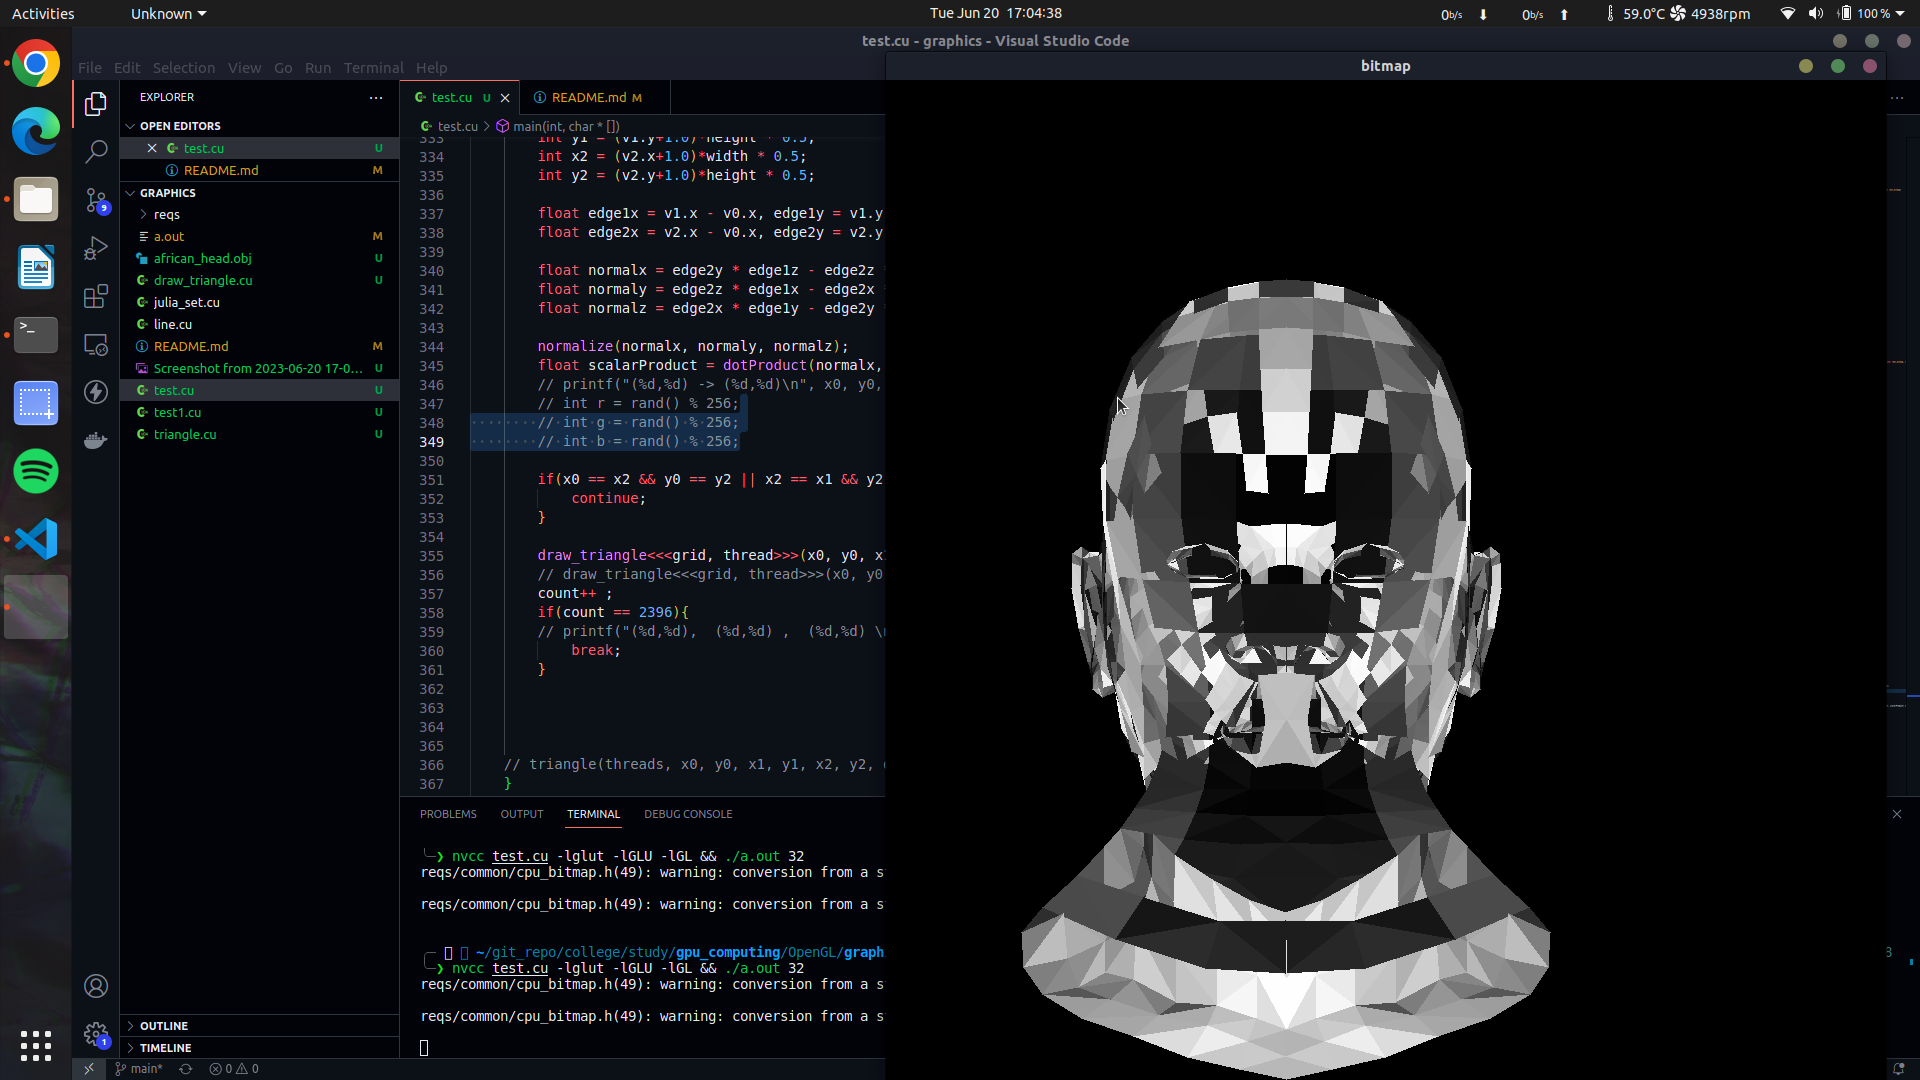 Activities
Unknown
Tue Jun 20 17:04:38
0b/s
0b/s
59.0°C
4938rpm
100 %
test.cu - graphics - Visual Studio Code
File Edit Selection View Go Run Terminal Help
bitmap
EXPLORER
OPEN EDITORS
test.cu U
README.md M
GRAPHICS
reqs
a.out M
african_head.obj U
draw_triangle.cu U
julia_set.cu
line.cu
README.md M
Screenshot from 2023-06-20 17-0... U
test.cu U
test1.cu U
triangle.cu U
OUTLINE
TIMELINE
test.cu U
README.md M
test.cu > main(int, char * [])
333 int y1 = (v1.y+1.0)*height * 0.5;
334 int x2 = (v2.x+1.0)*width * 0.5;
335 int y2 = (v2.y+1.0)*height * 0.5;
336
337 float edge1x = v1.x - v0.x, edge1y = v1.y
338 float edge2x = v2.x - v0.x, edge2y = v2.y
339
340 float normalx = edge2y * edge1z - edge2z
341 float normaly = edge2z * edge1x - edge2x
342 float normalz = edge2x * edge1y - edge2y
343
344 normalize(normalx, normaly, normalz);
345 float scalarProduct = dotProduct(normalx,
346 // printf("(%d,%d) -> (%d,%d)\n", x0, y0,
347 // int r = rand() % 256;
348 // int g = rand() % 256;
349 // int b = rand() % 256;
350
351 if(x0 == x2 && y0 == y2 || x2 == x1 && y2
352 continue;
353 }
354
355 draw_triangle<<<grid, thread>>>(x0, y0, x
356 // draw_triangle<<<grid, thread>>>(x0, y0
357 count++ ;
358 if(count == 2396){
359 // printf("(%d,%d),  (%d,%d) ,  (%d,%d) \
360 break;
361 }
362
363
364
365
366 // triangle(threads, x0, y0, x1, y1, x2, y2,
367 }
PROBLEMS OUTPUT TERMINAL DEBUG CONSOLE
❯ nvcc test.cu -lglut -lGLU -lGL && ./a.out 32
reqs/common/cpu_bitmap.h(49): warning: conversion from a s
reqs/common/cpu_bitmap.h(49): warning: conversion from a s
~/git_repo/college/study/gpu_computing/OpenGL/graph
❯ nvcc test.cu -lglut -lGLU -lGL && ./a.out 32
reqs/common/cpu_bitmap.h(49): warning: conversion from a s
reqs/common/cpu_bitmap.h(49): warning: conversion from a s
main*
0
0
9
1